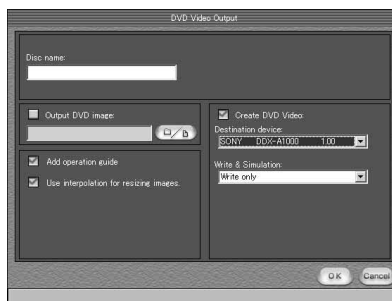 DVD Video Output
Disc name:
Output DVD image:
Add operation guide
Use interpolation for resizing images.
Create DVD Video:
Destination device:
SONY DDX-A1000 1.00
Write & Simulation:
Write only
OK
Cancel